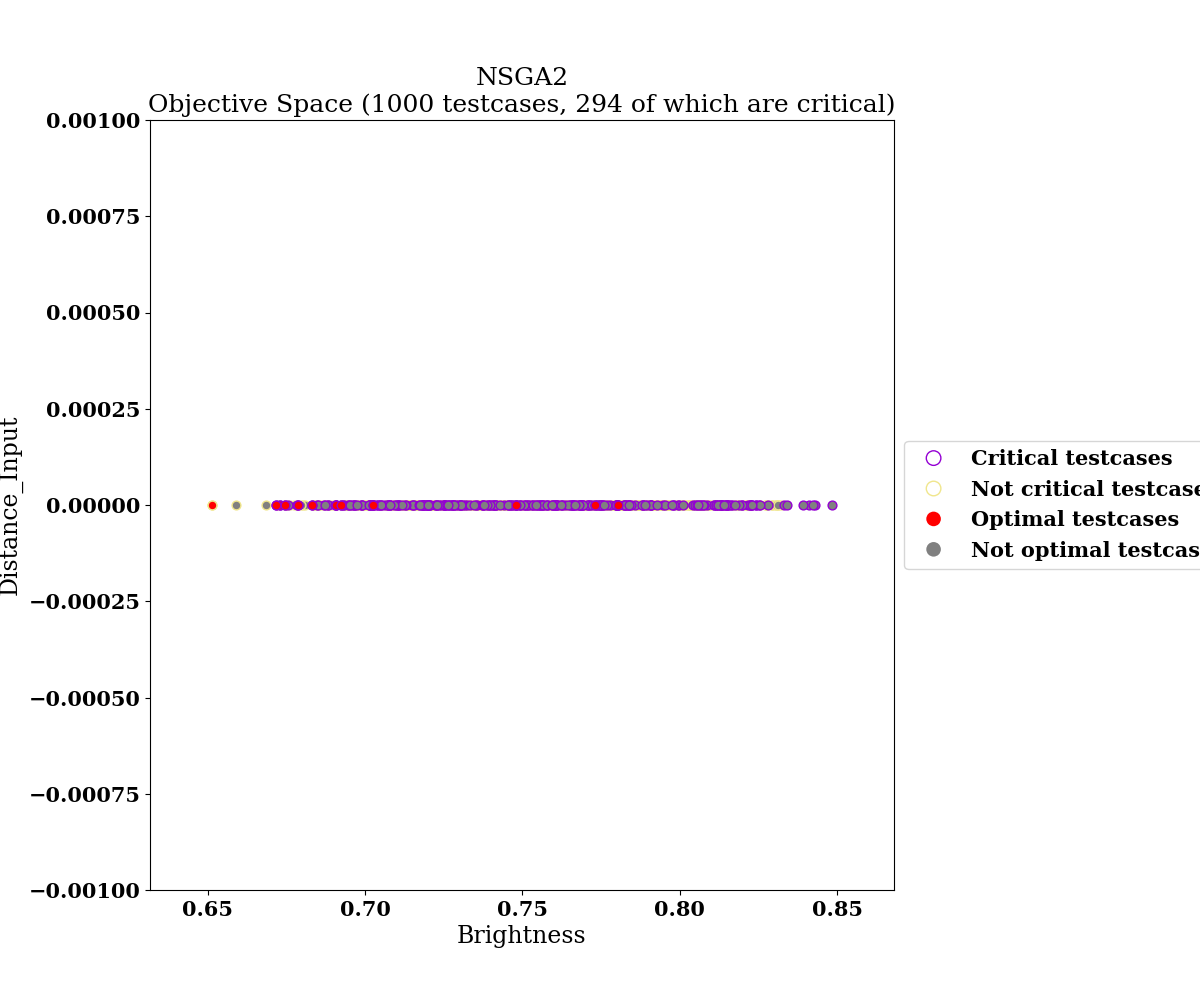 NSGA2
Objective Space (1000 testcases, 294 of which are critical)
0.00100
0.00075
0.00050
0.00025
0.00000
−0.00025
−0.00050
−0.00075
−0.00100
Distance_Input
0.65 0.70 0.75 0.80 0.85
Brightness
Critical testcases
Not critical testcase
Optimal testcases
Not optimal testcas